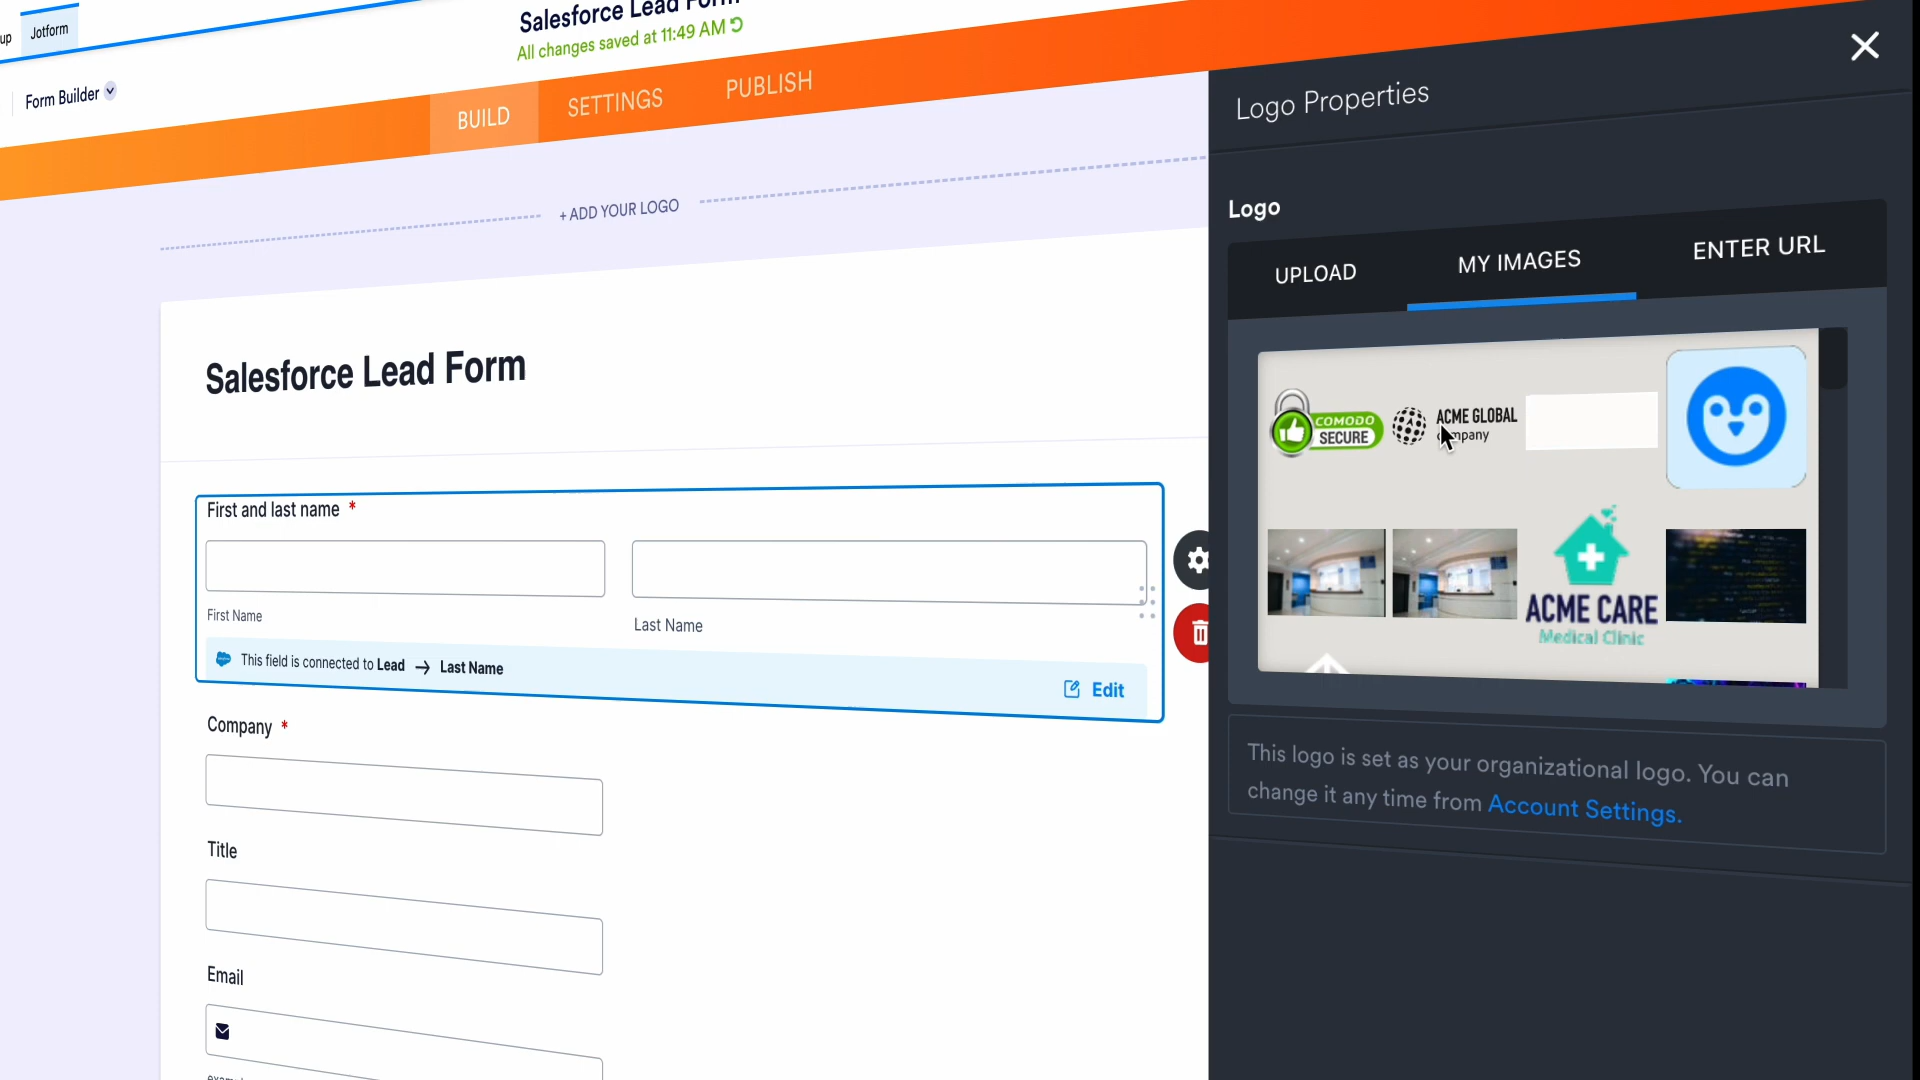 up
Jotform
Salesforce Lead Form
All changes saved at 11:49 AM
Form Builder
BUILD
SETTINGS
PUBLISH
+ ADD YOUR LOGO
Salesforce Lead Form
First and last name *
First Name
Last Name
This field is connected to Lead → Last Name
Edit
Company *
Title
Email
Logo Properties
Logo
UPLOAD
MY IMAGES
ENTER URL
COMODO
SECURE
ACME GLOBAL
company
ACME CARE
Medical Clinic
This logo is set as your organizational logo. You can
change it any time from Account Settings.